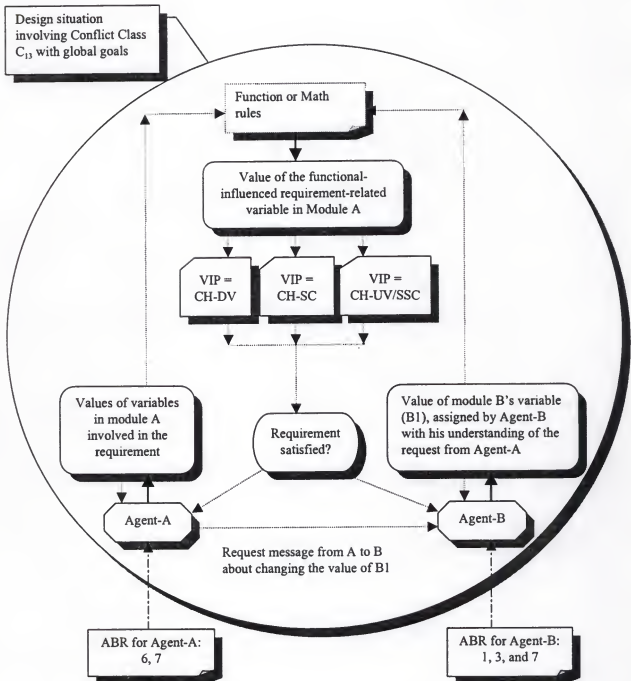 Design situation
involving Conflict Class
C₁₃ with global goals
Function or Math
rules
Value of the functional-
influenced requirement-related
variable in Module A
VIP =
CH-DV
VIP =
CH-SC
VIP =
CH-UV/SSC
Values of variables
in module A
involved in the
requirement
Requirement
satisfied?
Value of module B's variable
(B1), assigned by Agent-B
with his understanding of the
request from Agent-A
Agent-A
Agent-B
Request message from A to B
about changing the value of B1
ABR for Agent-A:
6, 7
ABR for Agent-B:
1, 3, and 7